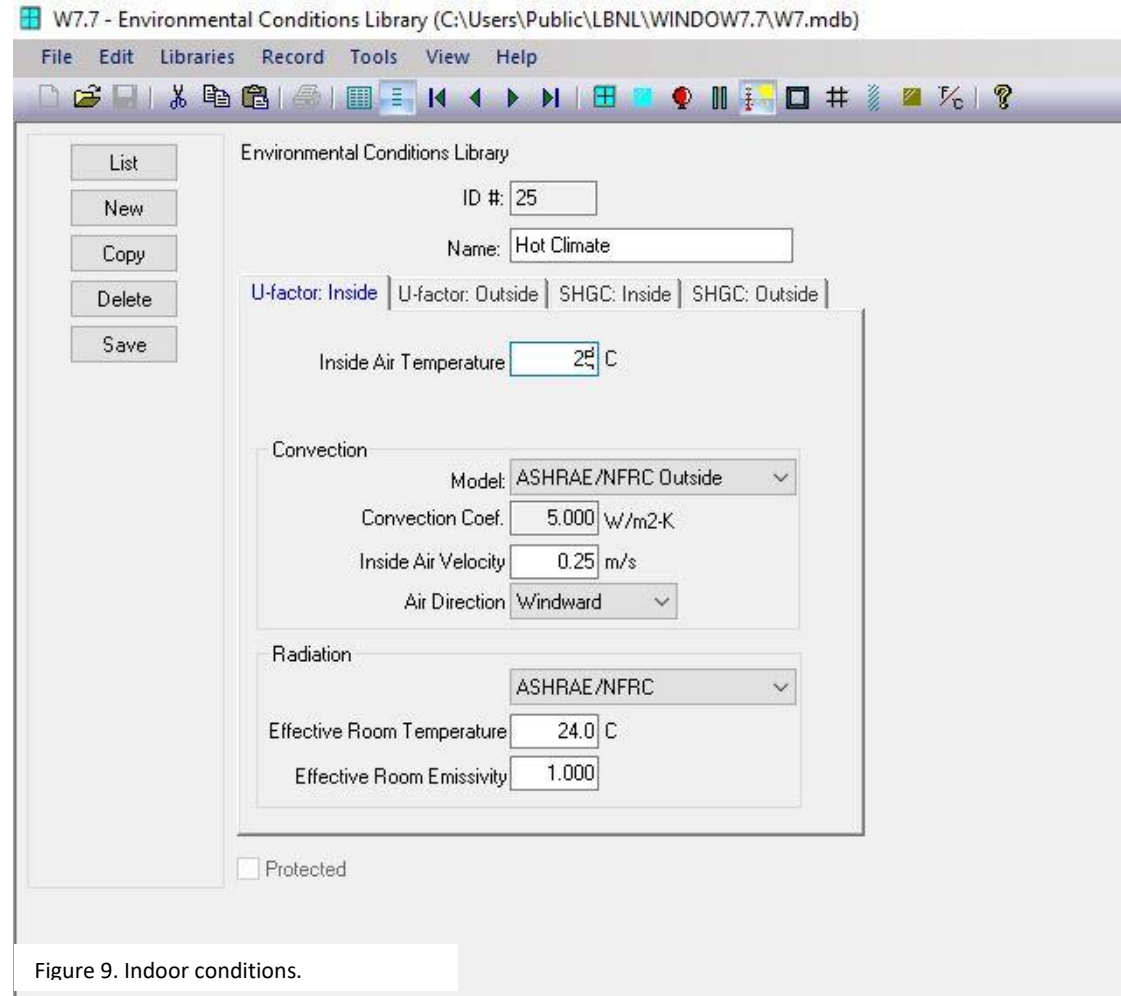 W7.7 - Environmental Conditions Library (C:\Users\Public\LBNL\WINDOW7.7\W7.mdb)
File Edit Libraries Record Tools View Help
F/C ?
List
New
Copy
Delete
Save
Environmental Conditions Library
ID #: 25
Name: Hot Climate
U-factor: Inside U-factor: Outside SHGC: Inside SHGC: Outside
Inside Air Temperature C
Convection
Model: ASHRAE/NFRC Outside
Convection Coef. 5.000 W/m2-K
Inside Air Velocity 0.25 m/s
Air Direction Windward
Radiation
ASHRAE/NFRC
Effective Room Temperature 24.0 C
Effective Room Emissivity 1.000
Protected
Figure 9. Indoor conditions.